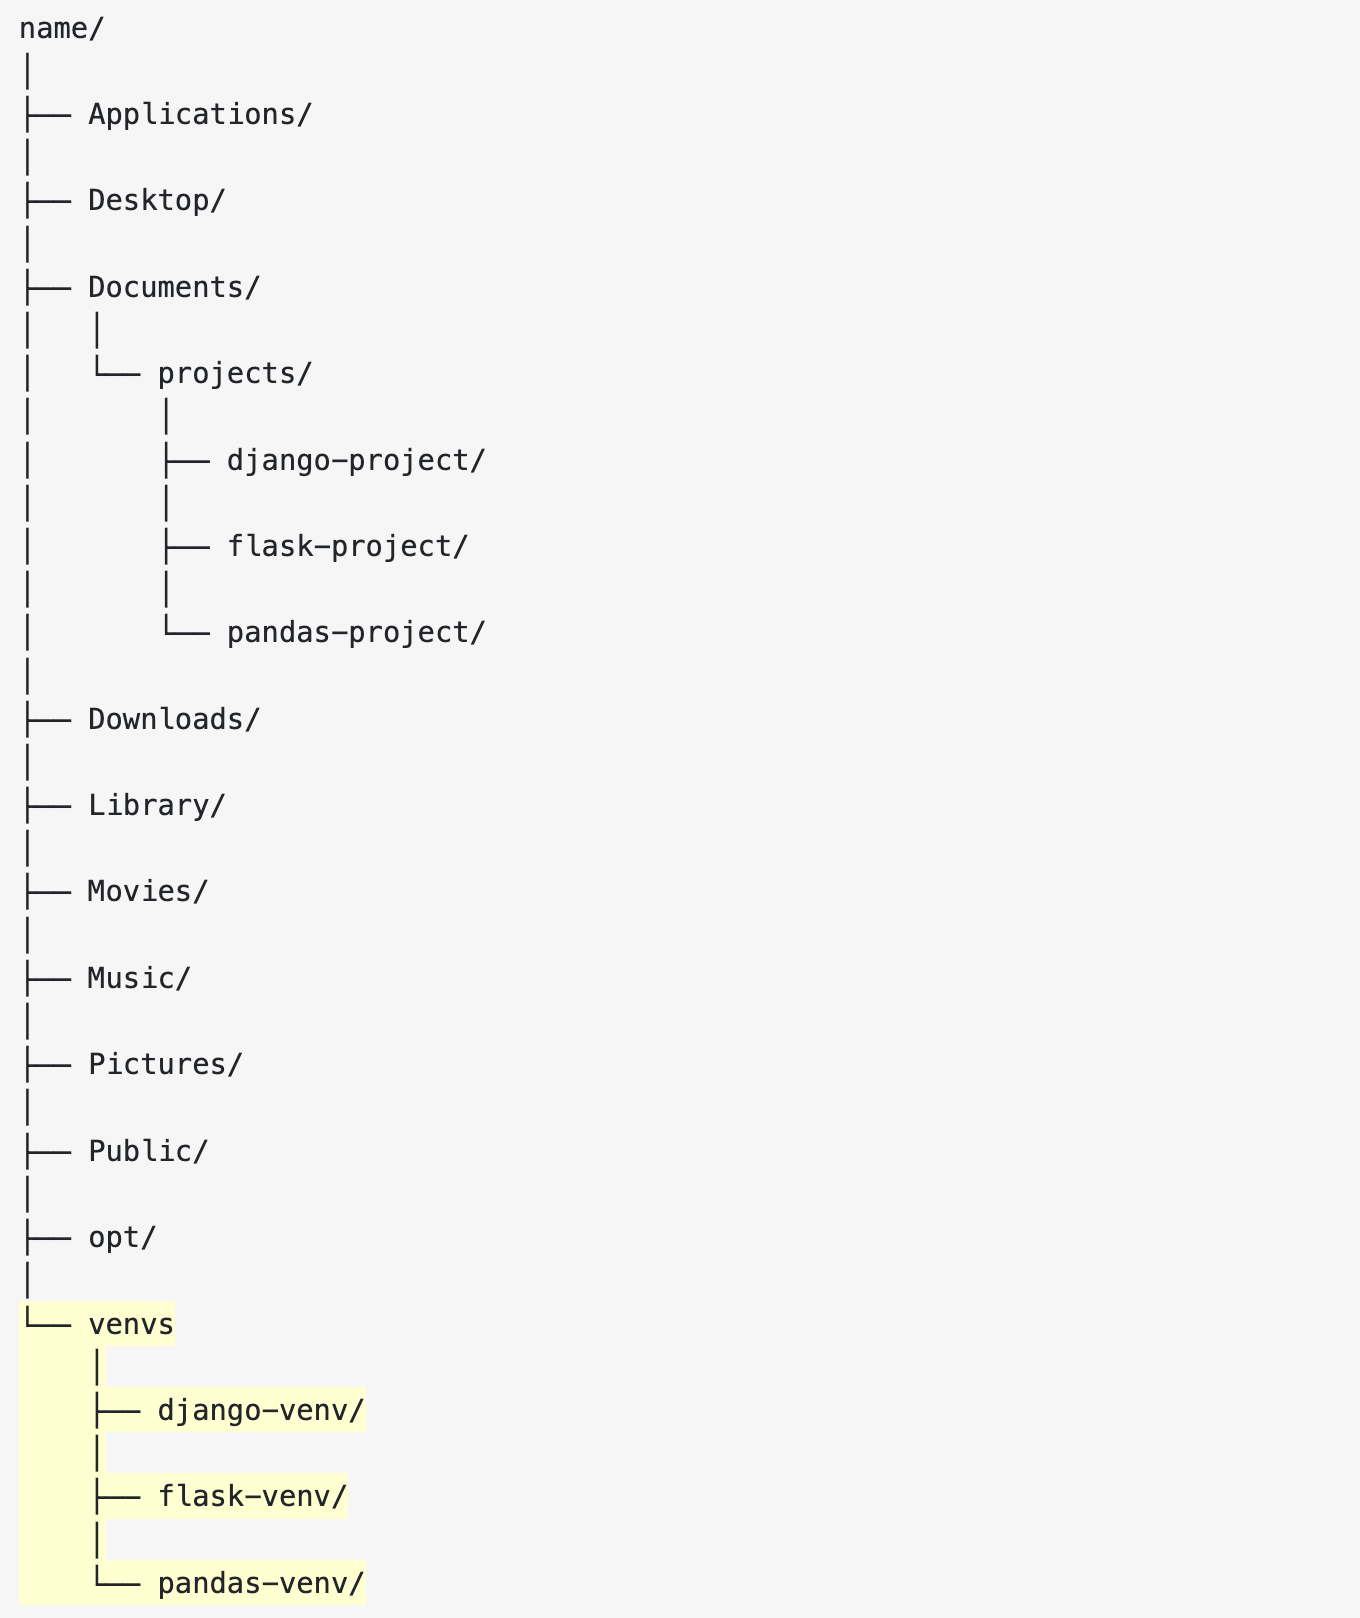 name/
│
├── Applications/
│
├── Desktop/
│
├── Documents/
│   │
│   └── projects/
│       │
│       ├── django-project/
│       │
│       ├── flask-project/
│       │
│       └── pandas-project/
│
├── Downloads/
│
├── Library/
│
├── Movies/
│
├── Music/
│
├── Pictures/
│
├── Public/
│
├── opt/
│
└── venvs
    │
    ├── django-venv/
    │
    ├── flask-venv/
    │
    └── pandas-venv/